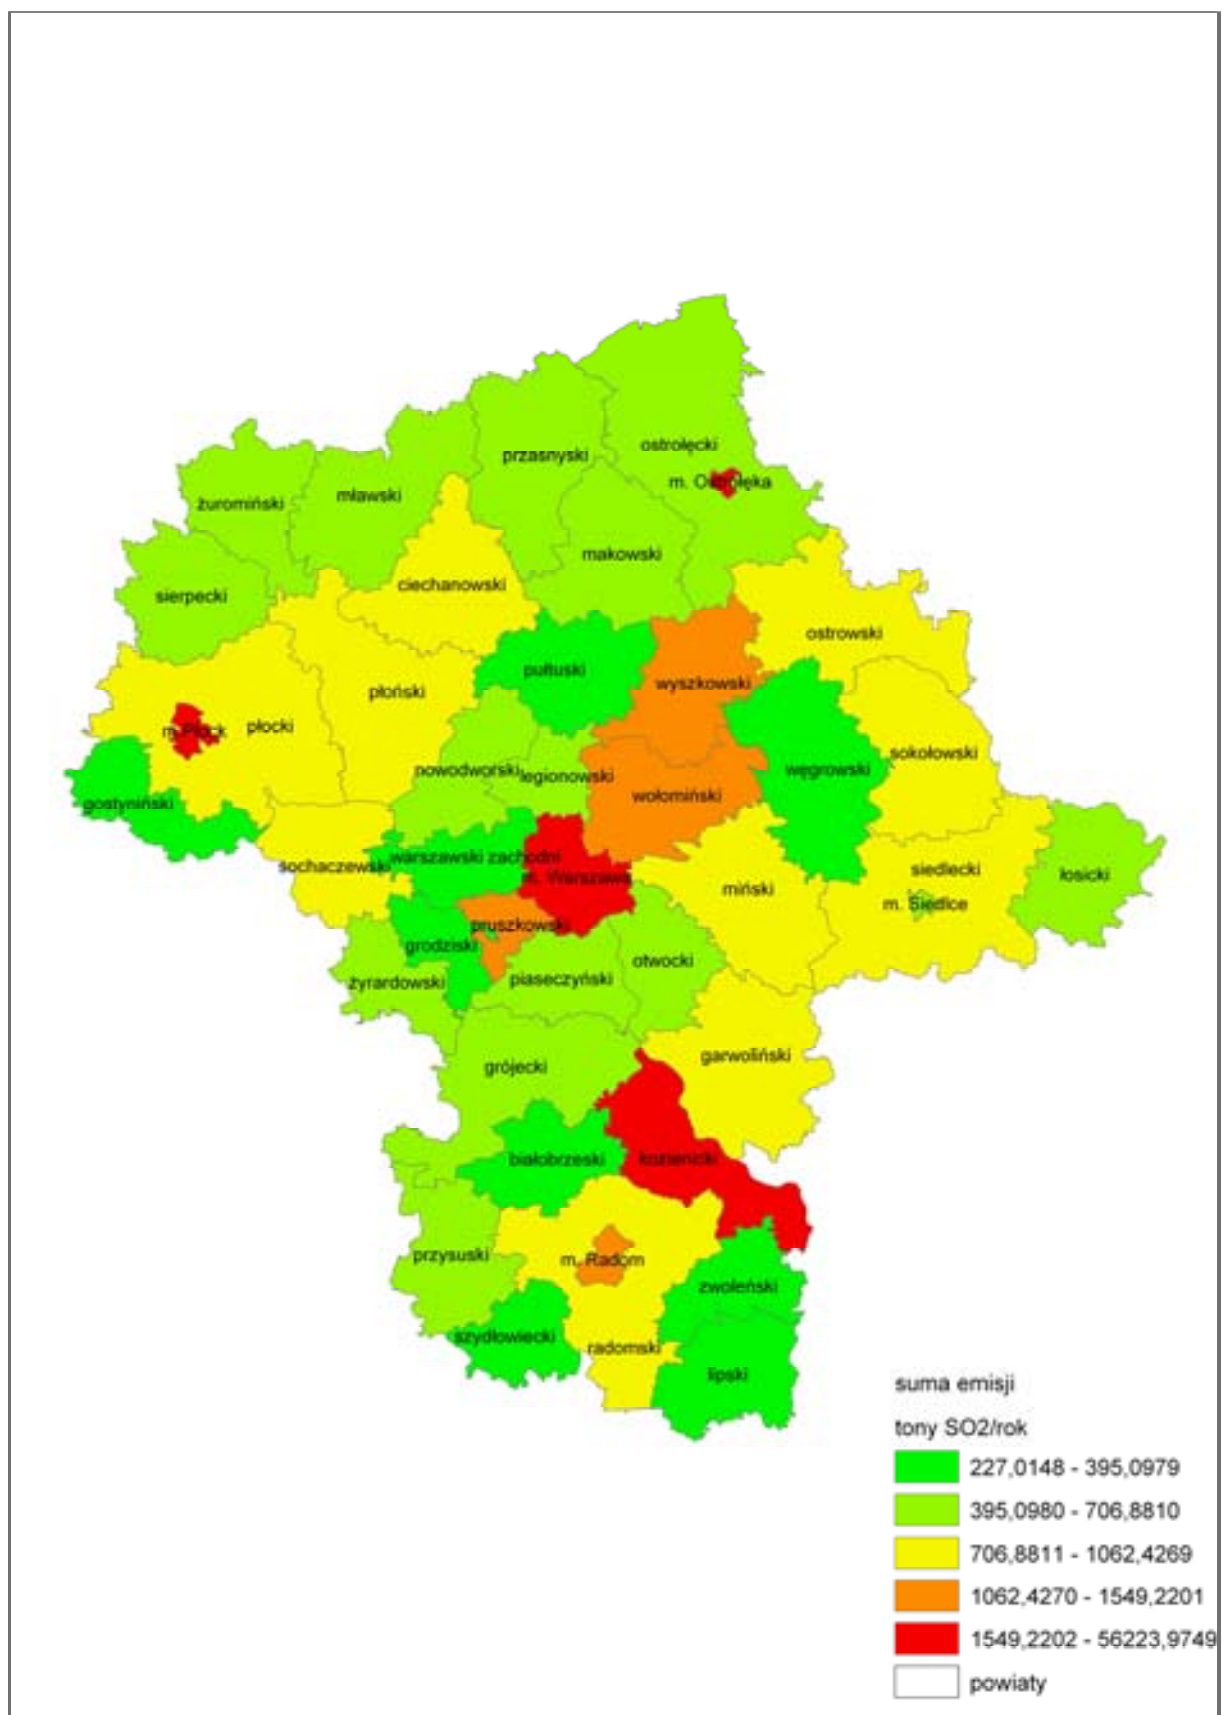 ostrołęcki
przasnyski
m. Ostrołęka
mławski
żuromiński
makowski
ciechanowski
sierpecki
ostrowski
pułtuski
wyszkowski
płoński
płocki
m. Płock
sokołowski
nowodworski
legionowski
węgrowski
wołomiński
gostyniński
warszawski zachodni
sochaczewski
siedlecki
łosicki
m. Warszawa
miński
m. Siedlce
pruszkowski
grodziski
otwocki
żyrardowski
piaseczyński
garwoliński
grójecki
białobrzeski
kozienicki
przysuski
m. Radom
zwoleński
szydłowiecki
radomski
lipski
suma emisji
tony SO2/rok
227,0148 - 395,0979
395,0980 - 706,8810
706,8811 - 1062,4269
1062,4270 - 1549,2201
1549,2202 - 56223,9749
powiaty